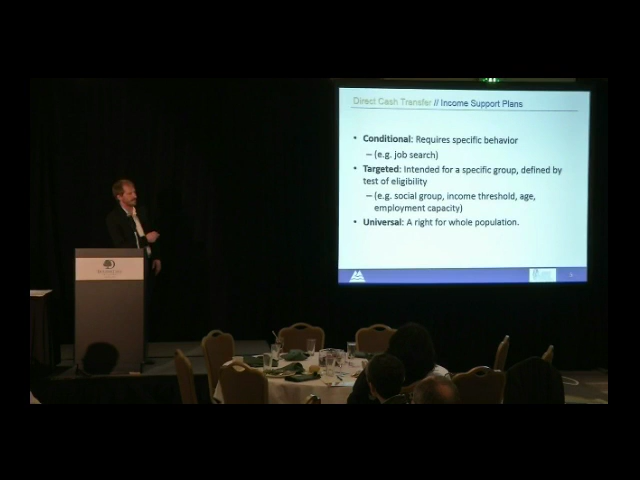 Direct Cash Transfer // Income Support Plans
• Conditional: Requires specific behavior
– (e.g. job search)
• Targeted: Intended for a specific group, defined by
test of eligibility
– (e.g. social group, income threshold, age,
employment capacity)
• Universal: A right for whole population.